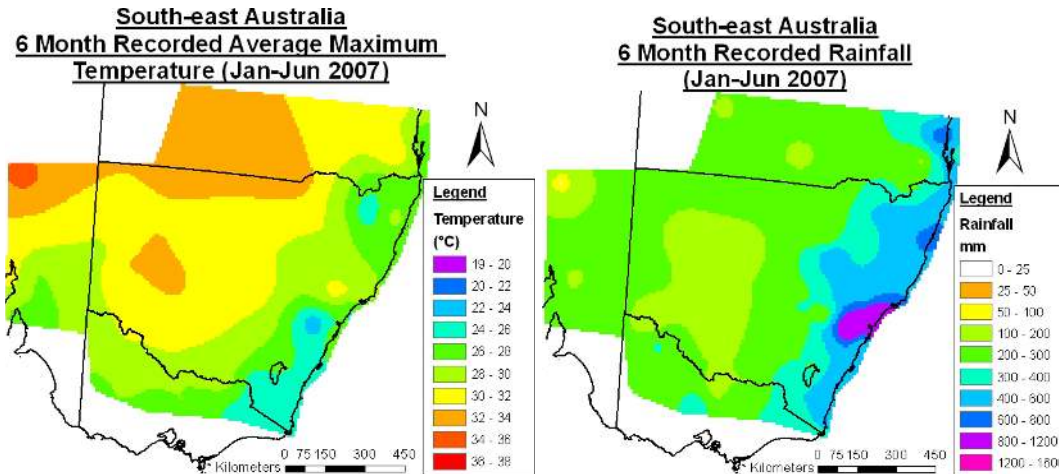 South-east Australia
6 Month Recorded Average Maximum
Temperature (Jan-Jun 2007)
N
Legend
Temperature
(°C)
19 - 20
20 - 22
22 - 24
24 - 26
26 - 28
28 - 30
30 - 32
32 - 34
34 - 36
36 - 38
0 75 150 300 450
Kilometers
South-east Australia
6 Month Recorded Rainfall
(Jan-Jun 2007)
N
Legend
Rainfall
mm
0 - 25
25 - 50
50 - 100
100 - 200
200 - 300
300 - 400
400 - 600
600 - 800
800 - 1200
1200 - 160
0 75 150 300 450
Kilometers